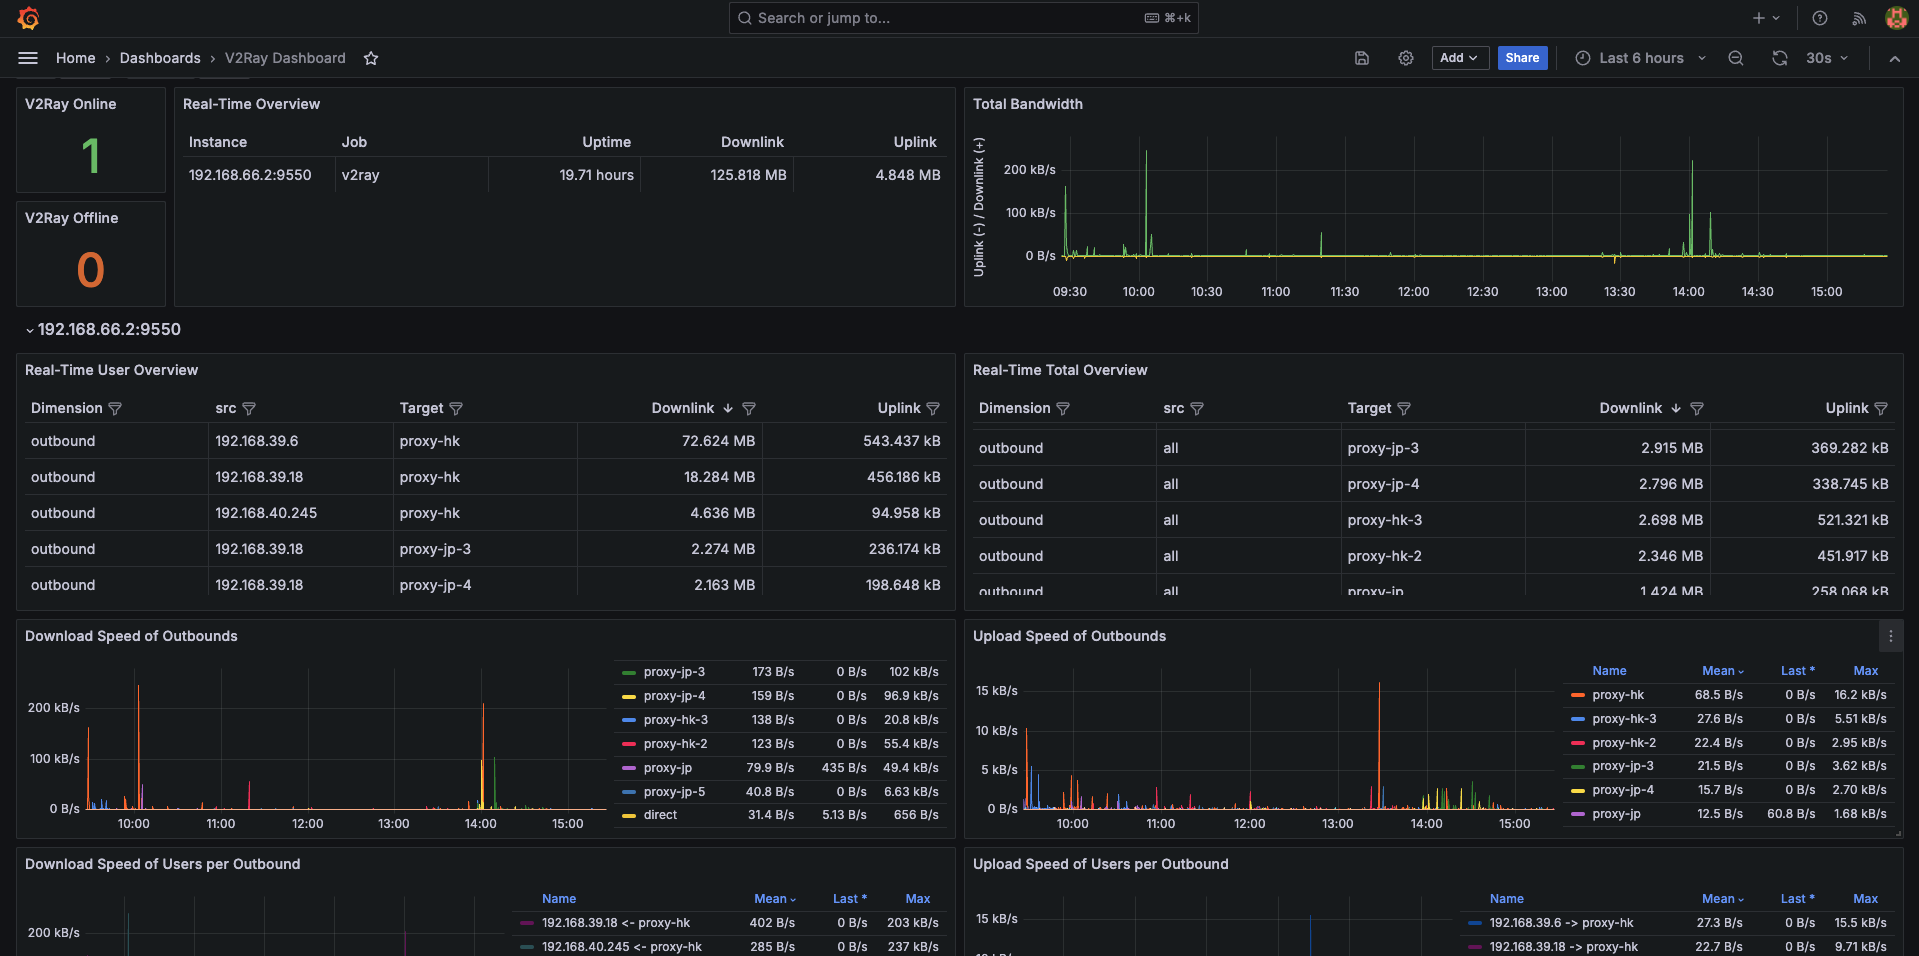 Search or jump to... ⌘+k
Home › Dashboards › V2Ray Dashboard
Add Share Last 6 hours 30s
V2Ray Online
1
V2Ray Offline
0
Real-Time Overview
Instance Job Uptime Downlink Uplink
192.168.66.2:9550 v2ray 19.71 hours 125.818 MB 4.848 MB
Total Bandwidth
Uplink (-) / Downlink (+)
200 kB/s
100 kB/s
0 B/s
09:30 10:00 10:30 11:00 11:30 12:00 12:30 13:00 13:30 14:00 14:30 15:00
192.168.66.2:9550
Real-Time User Overview
Dimension src Target Downlink Uplink
outbound 192.168.39.6 proxy-hk 72.624 MB 543.437 kB
outbound 192.168.39.18 proxy-hk 18.284 MB 456.186 kB
outbound 192.168.40.245 proxy-hk 4.636 MB 94.958 kB
outbound 192.168.39.18 proxy-jp-3 2.274 MB 236.174 kB
outbound 192.168.39.18 proxy-jp-4 2.163 MB 198.648 kB
Real-Time Total Overview
Dimension src Target Downlink Uplink
outbound all proxy-jp-3 2.915 MB 369.282 kB
outbound all proxy-jp-4 2.796 MB 338.745 kB
outbound all proxy-hk-3 2.698 MB 521.321 kB
outbound all proxy-hk-2 2.346 MB 451.917 kB
outbound all proxy-jp 1.424 MB 258.068 kB
Download Speed of Outbounds
200 kB/s
100 kB/s
0 B/s
10:00 11:00 12:00 13:00 14:00 15:00
proxy-jp-3 173 B/s 0 B/s 102 kB/s
proxy-jp-4 159 B/s 0 B/s 96.9 kB/s
proxy-hk-3 138 B/s 0 B/s 20.8 kB/s
proxy-hk-2 123 B/s 0 B/s 55.4 kB/s
proxy-jp 79.9 B/s 435 B/s 49.4 kB/s
proxy-jp-5 40.8 B/s 0 B/s 6.63 kB/s
direct 31.4 B/s 5.13 B/s 656 B/s
Upload Speed of Outbounds
15 kB/s
10 kB/s
5 kB/s
0 B/s
10:00 11:00 12:00 13:00 14:00 15:00
Name Mean Last * Max
proxy-hk 68.5 B/s 0 B/s 16.2 kB/s
proxy-hk-3 27.6 B/s 0 B/s 5.51 kB/s
proxy-hk-2 22.4 B/s 0 B/s 2.95 kB/s
proxy-jp-3 21.5 B/s 0 B/s 3.62 kB/s
proxy-jp-4 15.7 B/s 0 B/s 2.70 kB/s
proxy-jp 12.5 B/s 60.8 B/s 1.68 kB/s
Download Speed of Users per Outbound
200 kB/s
Name Mean Last * Max
192.168.39.18 <- proxy-hk 402 B/s 0 B/s 203 kB/s
192.168.40.245 <- proxy-hk 285 B/s 0 B/s 237 kB/s
Upload Speed of Users per Outbound
15 kB/s
Name Mean Last * Max
192.168.39.6 -> proxy-hk 27.3 B/s 0 B/s 15.5 kB/s
192.168.39.18 -> proxy-hk 22.7 B/s 0 B/s 9.71 kB/s